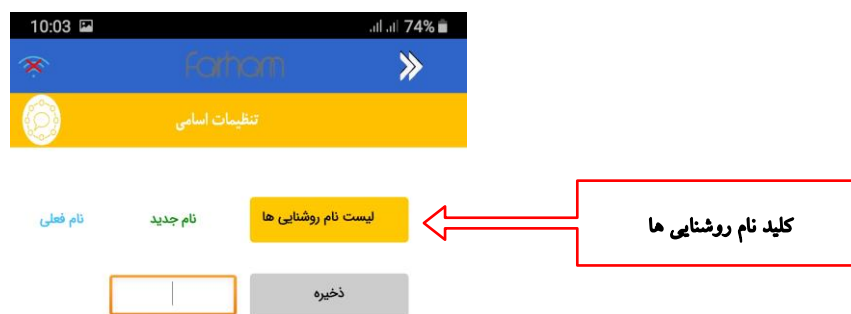 10:03 74%
Farham
تنظیمات اسامی
لیست نام روشنایی ها نام جدید نام فعلی
کلید نام روشنایی ها
ذخیره